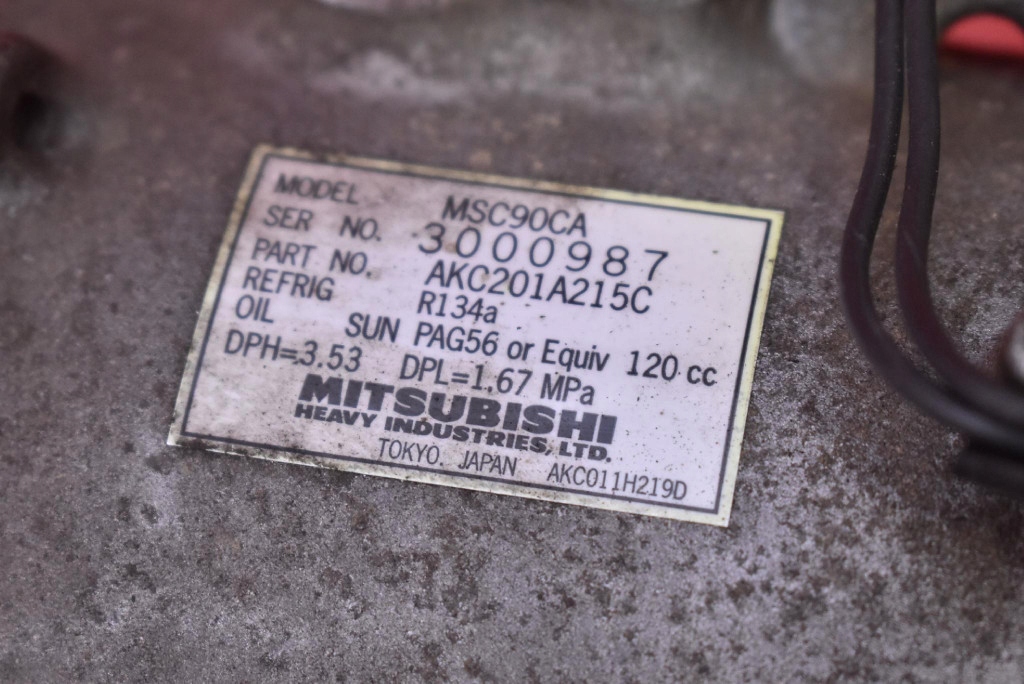 MODEL MSC90CA
SER NO. 3000987
PART NO. AKC201A215C
REFRIG R134a
OIL SUN PAG56 or Equiv 120 cc
DPH=3.53 DPL=1.67 MPa
MITSUBISHI
HEAVY INDUSTRIES, LTD.
TOKYO. JAPAN AKC011H219D